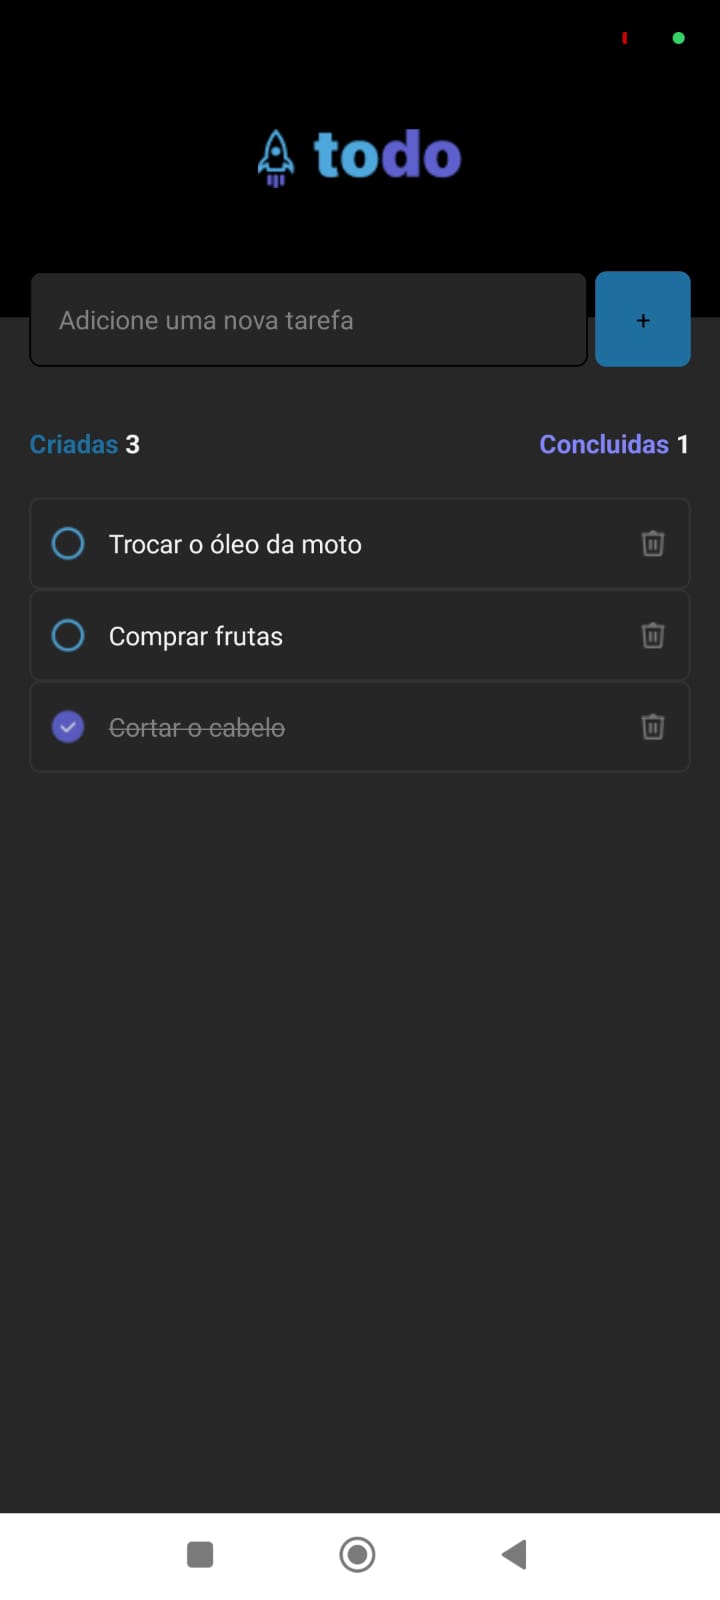 todo
Adicione uma nova tarefa
+
Criadas 3
Concluidas 1
Trocar o óleo da moto
Comprar frutas
Cortar o cabelo